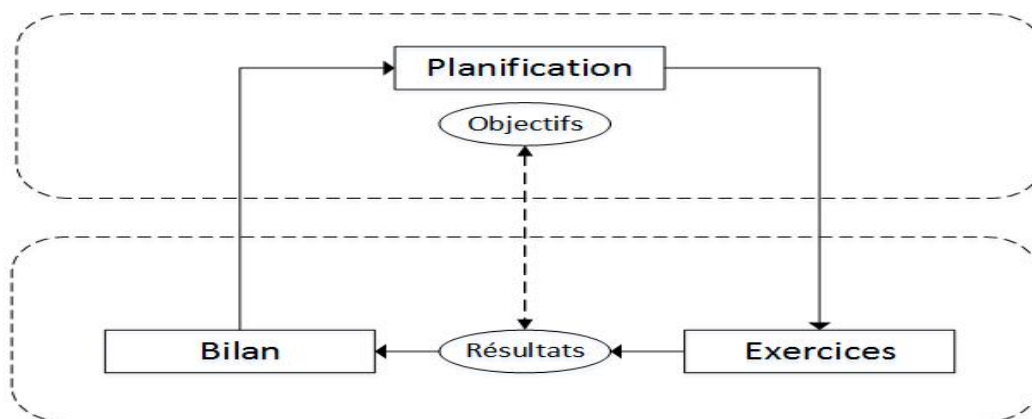 Planification
Objectifs
Bilan
Résultats
Exercices